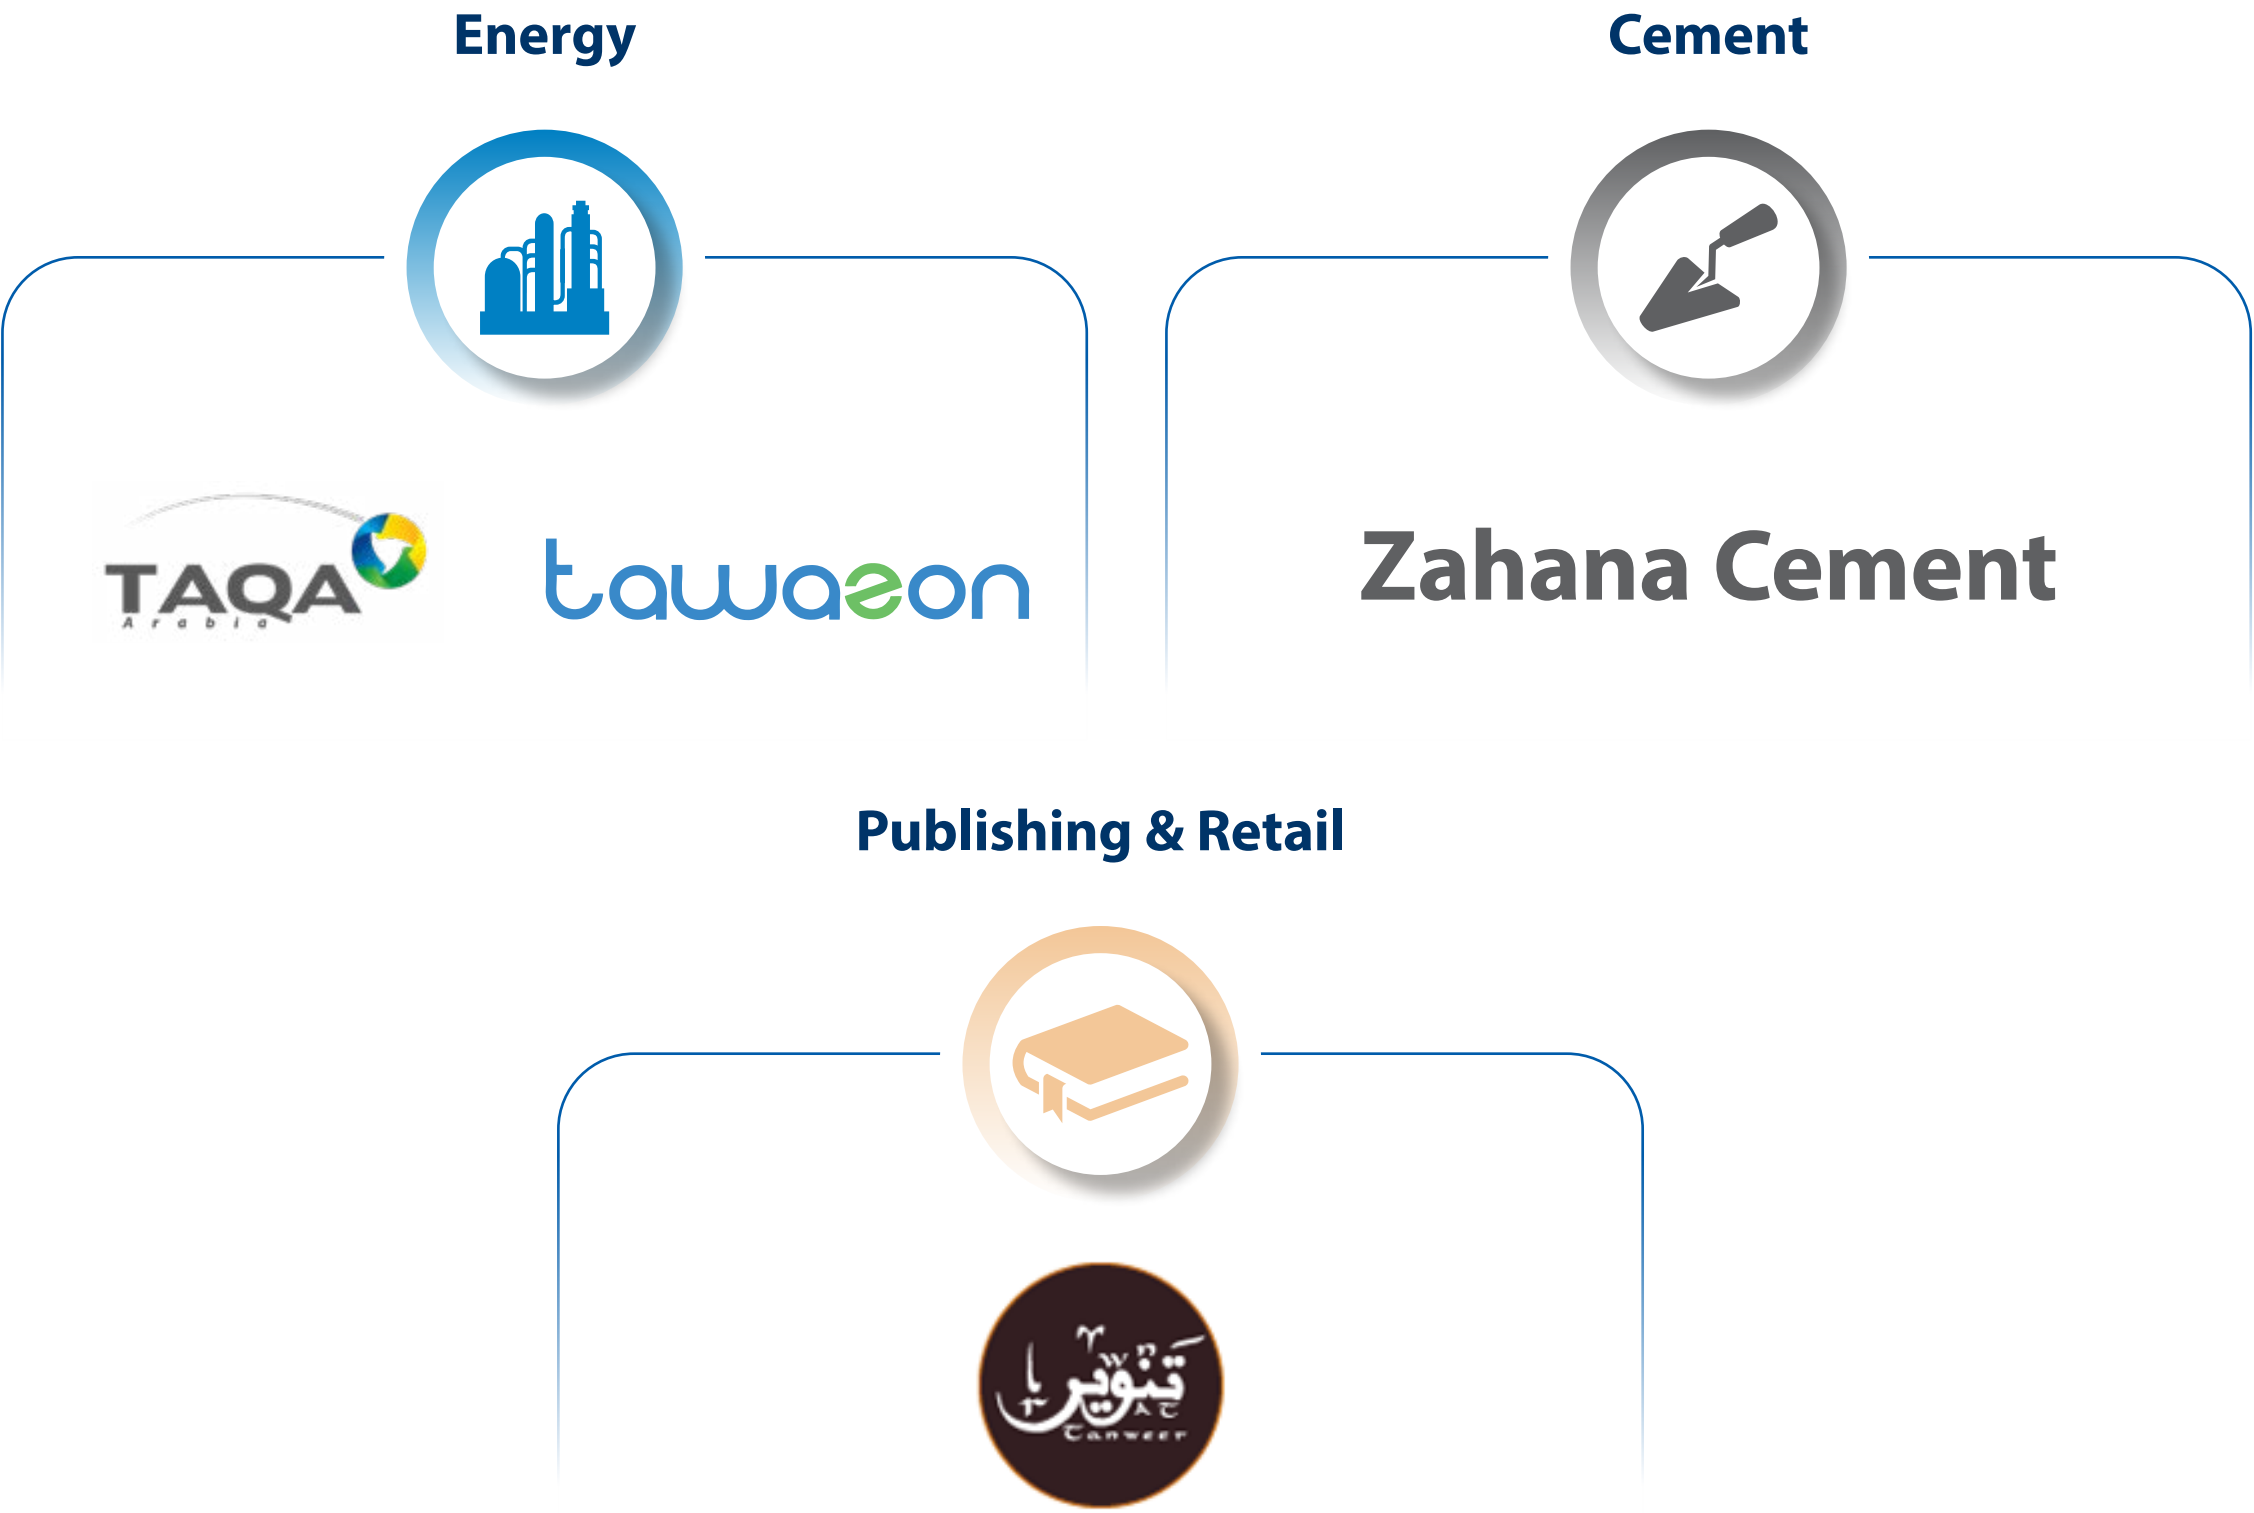 Energy
Cement
TAQA
Arabia
tawazon
Zahana Cement
Publishing & Retail
تنوير
Tanweer